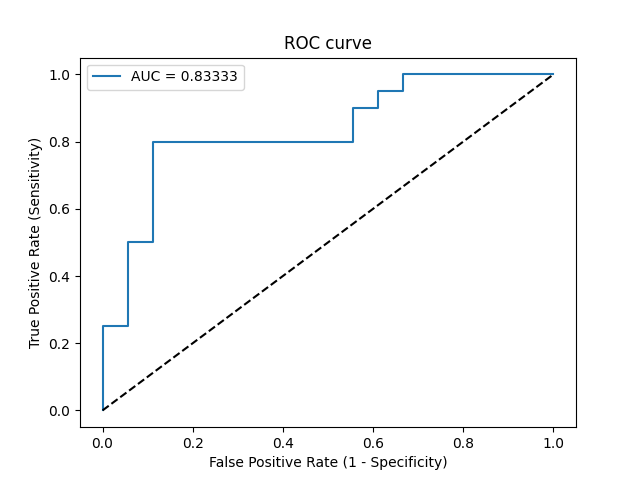 ROC curve
AUC = 0.83333
True Positive Rate (Sensitivity)
1.0
0.8
0.6
0.4
0.2
0.0
0.0 0.2 0.4 0.6 0.8 1.0
False Positive Rate (1 - Specificity)